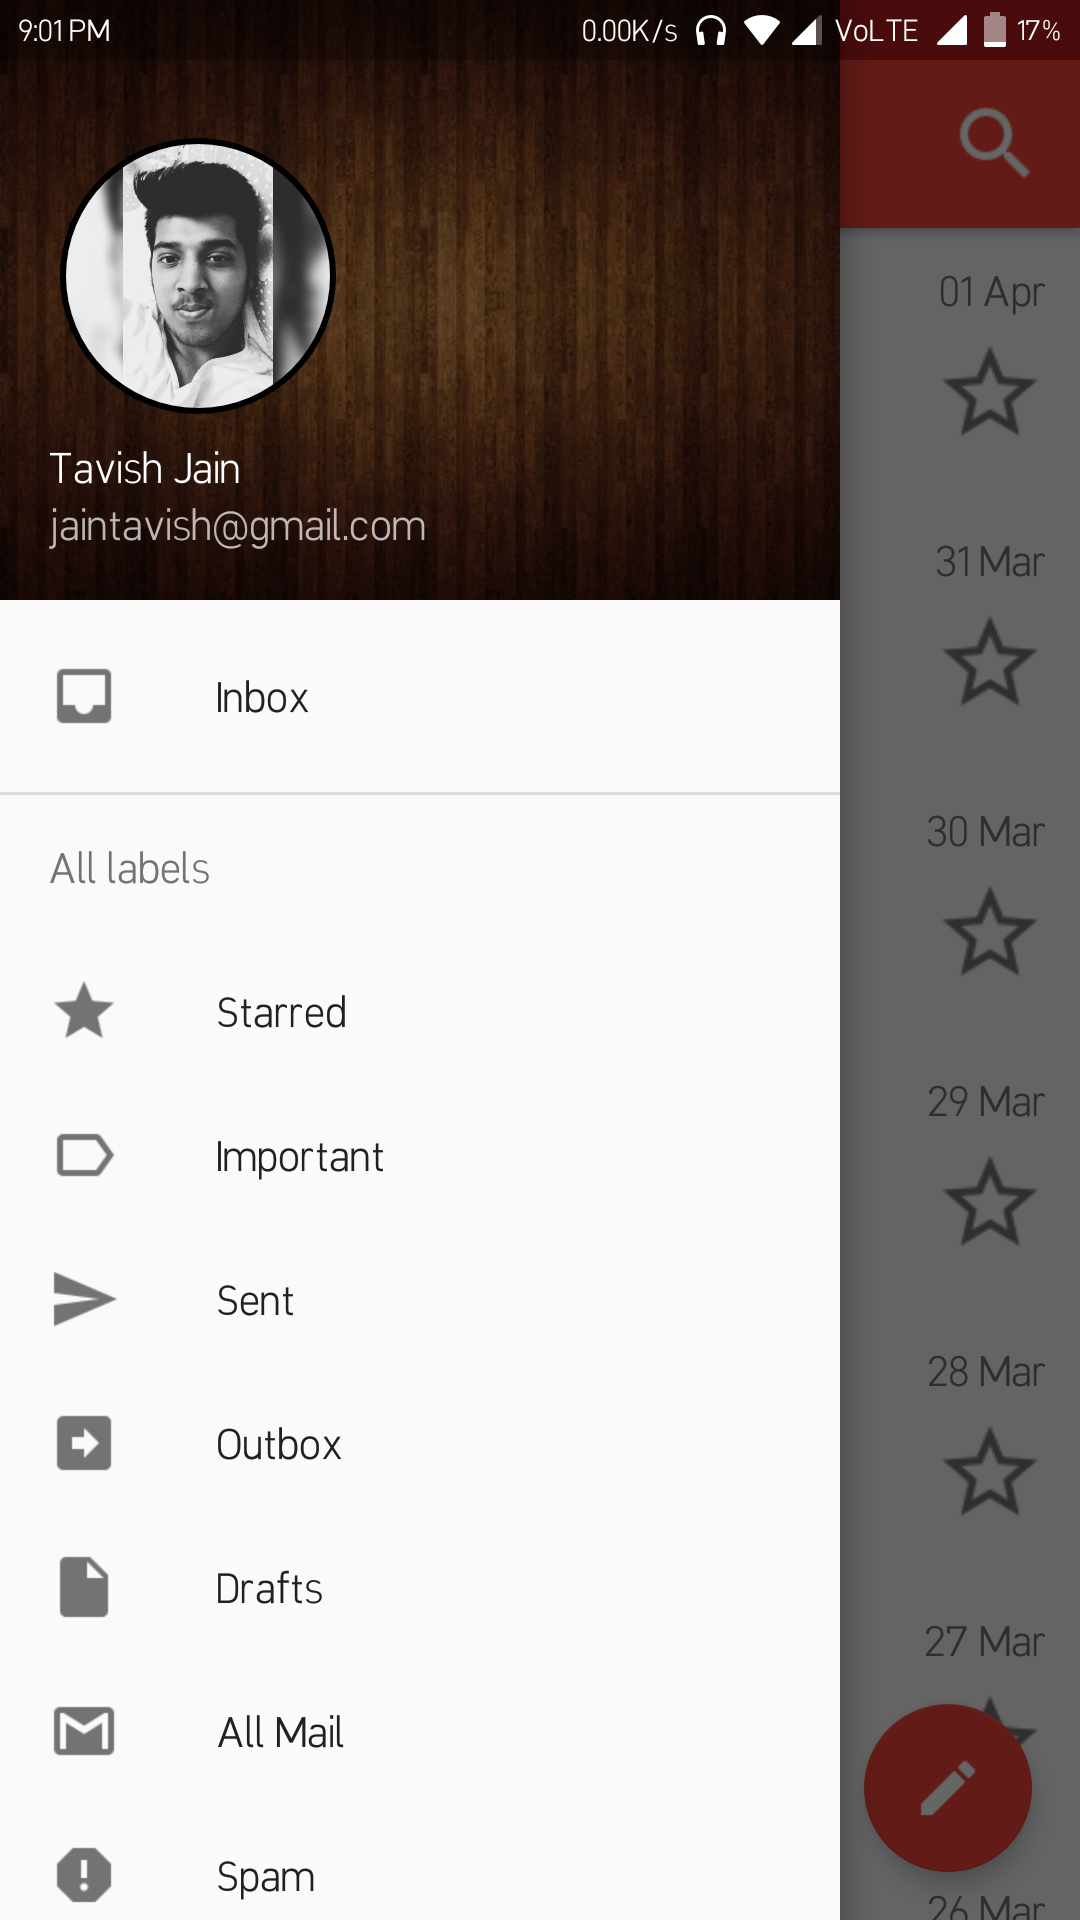 9:01 PM 0.00K/s VoLTE 17%
01 Apr
Tavish Jain
jaintavish@gmail.com
31 Mar
Inbox
30 Mar
All labels
Starred
29 Mar
Important
Sent
28 Mar
Outbox
Drafts
27 Mar
All Mail
Spam
26 Mar